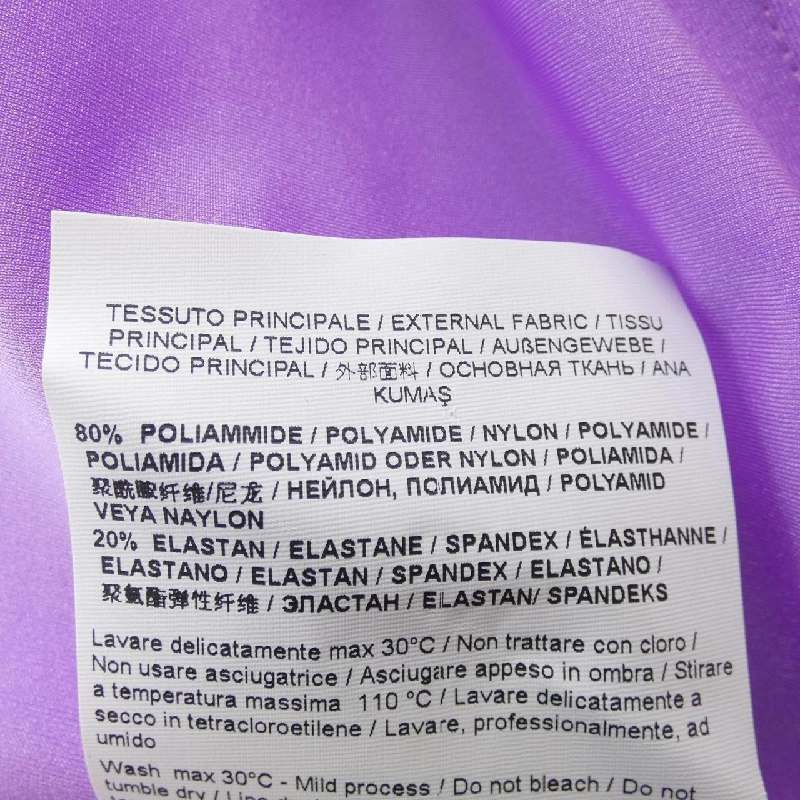 TESSUTO PRINCIPALE / EXTERNAL FABRIC / TISSU
PRINCIPAL / TEJIDO PRINCIPAL / AUßENGEWEBE /
TECIDO PRINCIPAL / 外部面料 / ОСНОВНАЯ ТКАНЬ / ANA
KUMAŞ
80% POLIAMMIDE / POLYAMIDE / NYLON / POLYAMIDE /
POLIAMIDA / POLYAMID ODER NYLON / POLIAMIDA /
聚酰胺纤维/尼龙 / НЕЙЛОН, ПОЛИАМИД / POLYAMID
VEYA NAYLON
20% ELASTAN / ELASTANE / SPANDEX / ÉLASTHANNE /
ELASTANO / ELASTAN / SPANDEX / ELASTANO /
聚氨酯弹性纤维 / ЭЛАСТАН / ELASTAN/ SPANDEKS
Lavare delicatamente max 30°C / Non trattare con cloro /
Non usare asciugatrice / Asciugare appeso in ombra / Stirare
a temperatura massima 110 °C / Lavare delicatamente a
secco in tetracloroetilene / Lavare, professionalmente, ad
umido
Wash max 30°C - Mild process / Do not bleach / Do not
tumble dry /